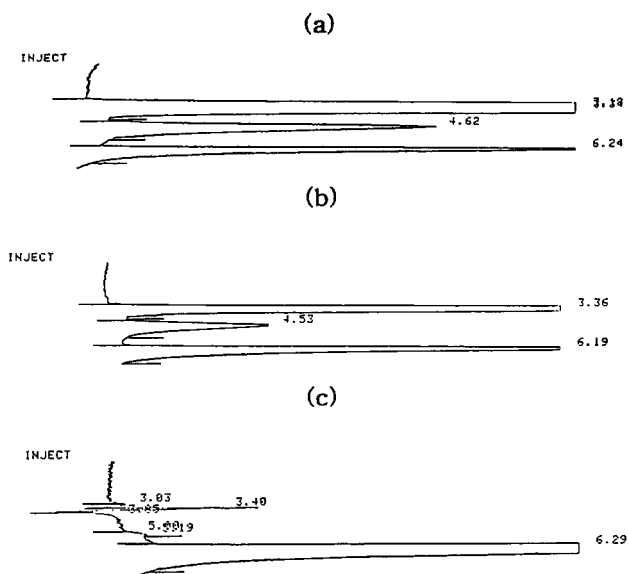 (a)
INJECT
4.62
6.24
(b)
INJECT
3.36
4.53
6.19
(c)
INJECT
3.03
3.40
6.29